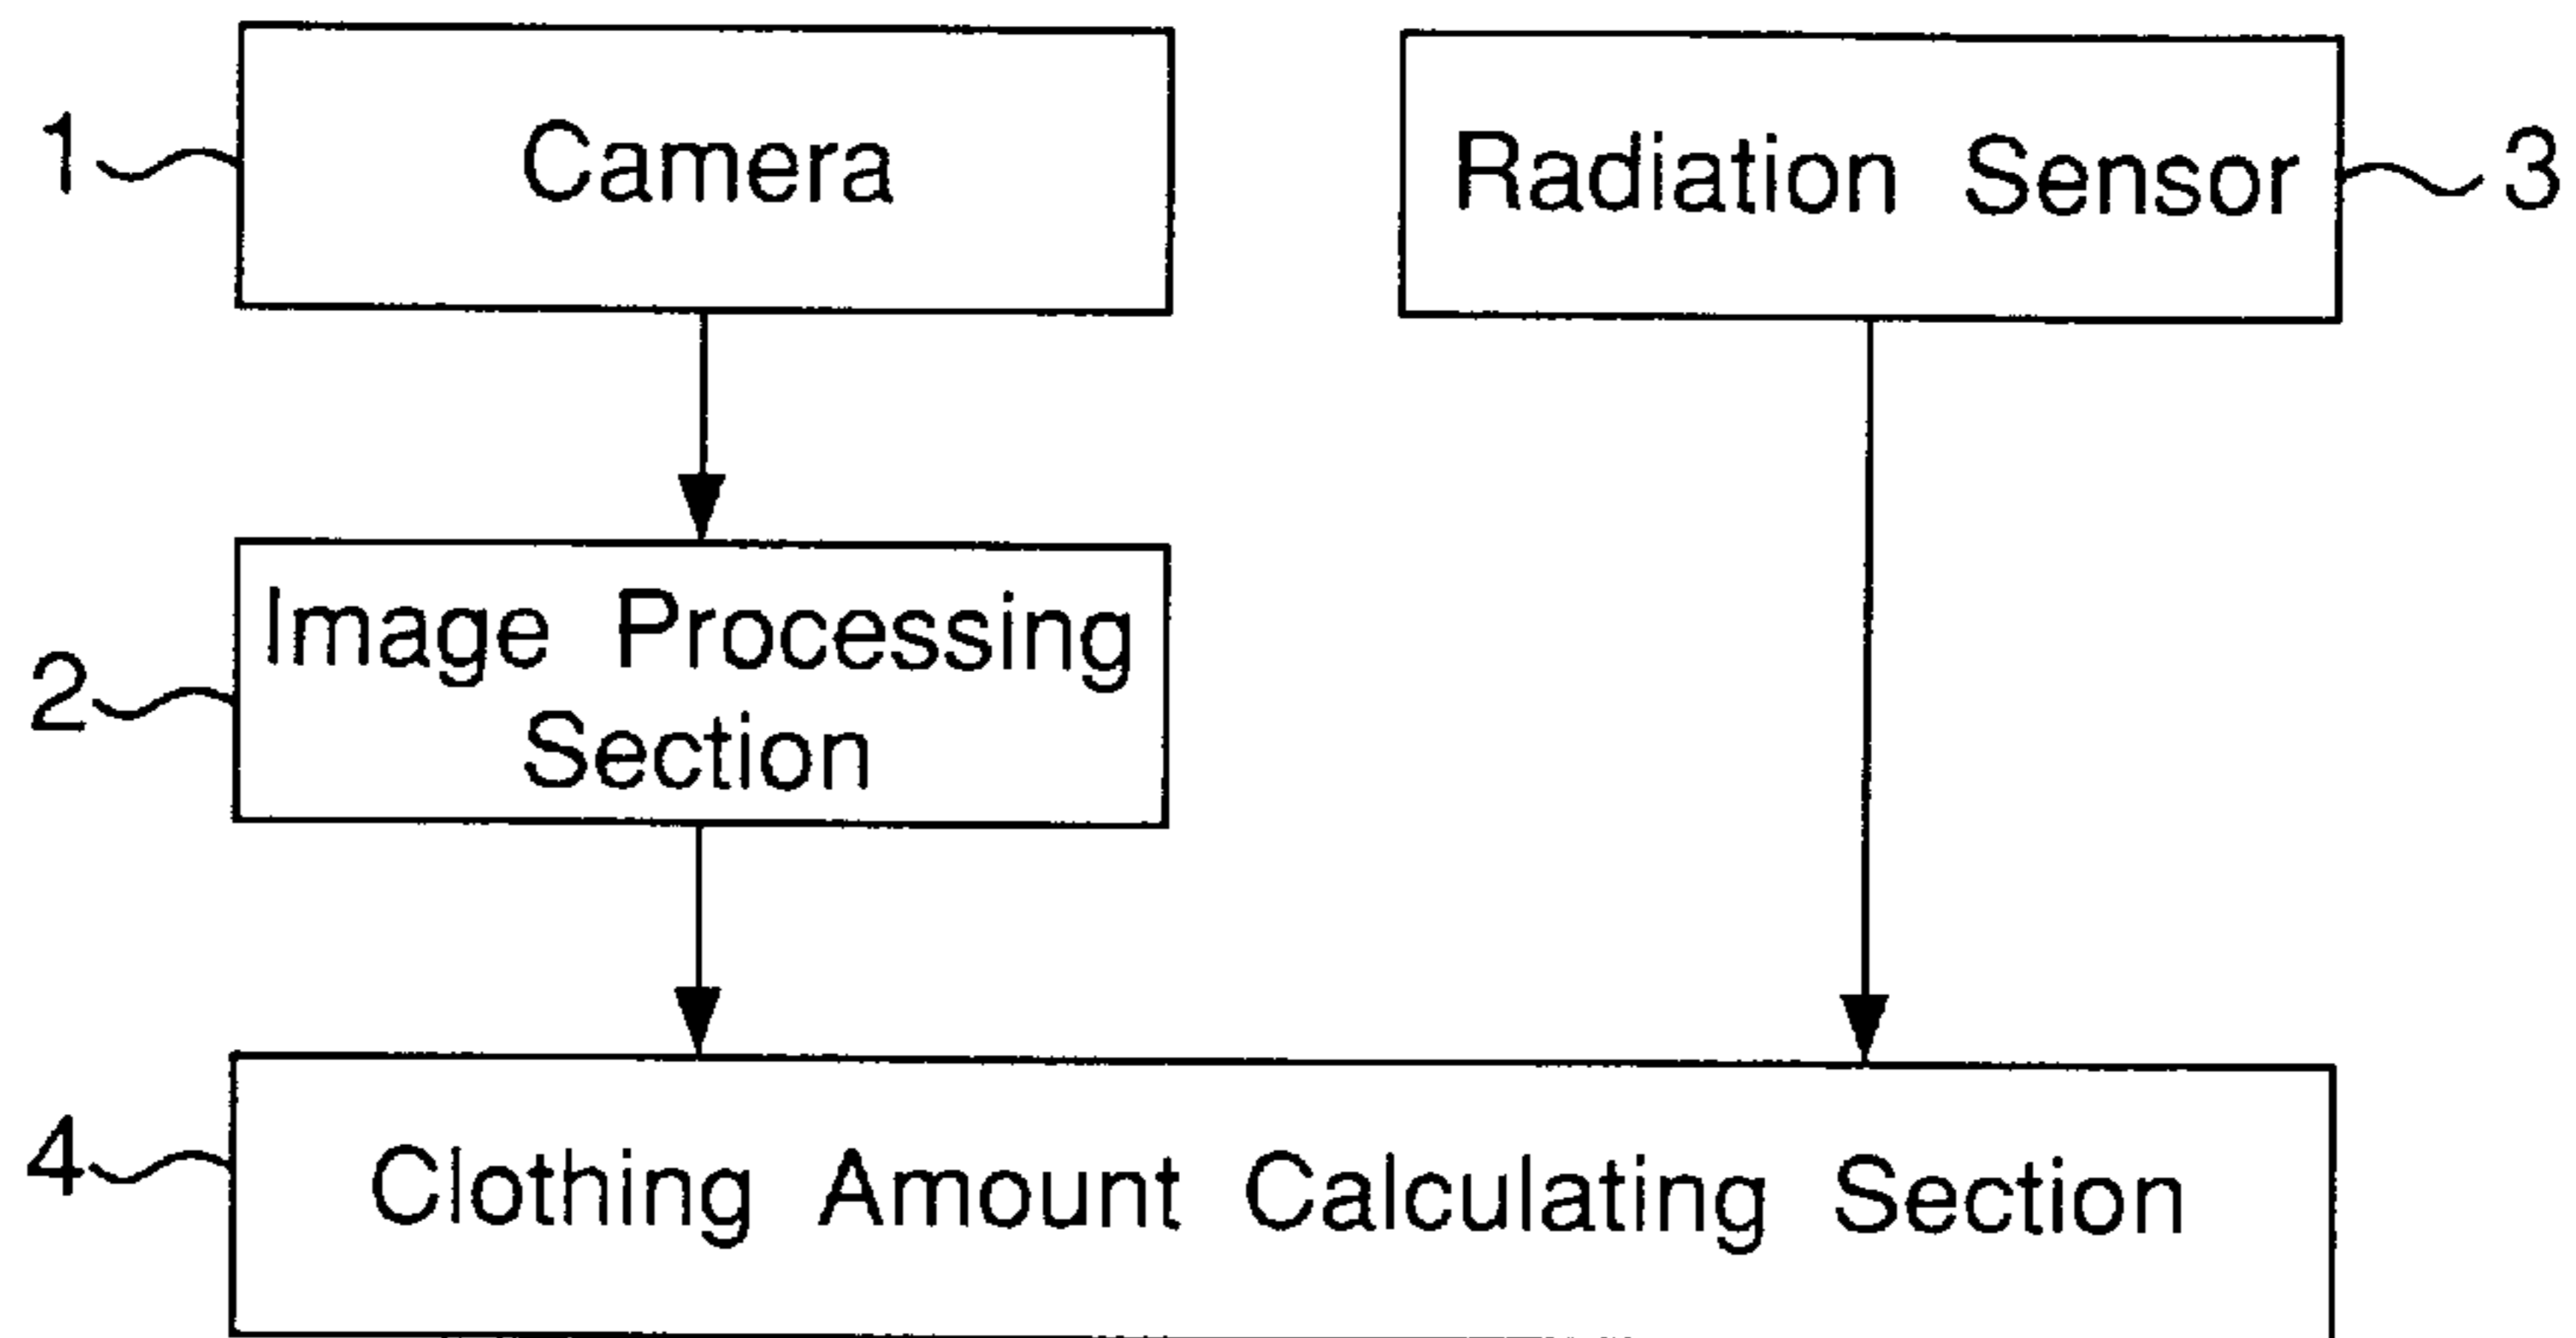 1
Camera
Radiation Sensor
3
2
Image Processing
Section
4
Clothing Amount Calculating Section